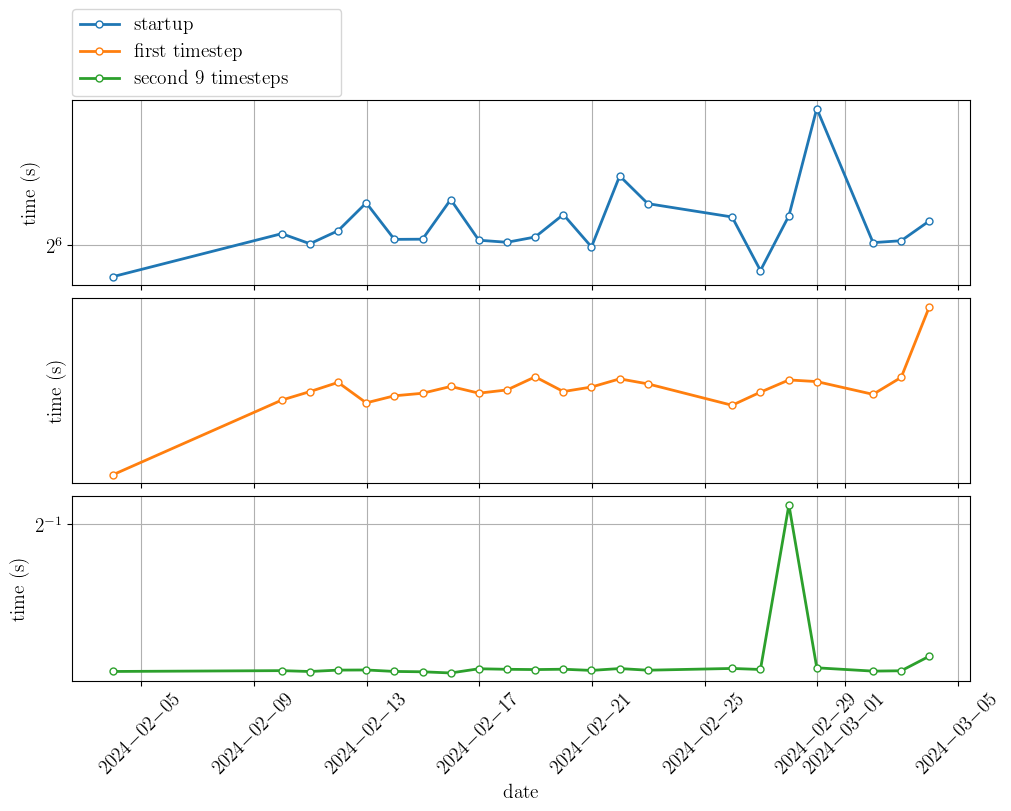 startup
first timestep
second 9 timesteps
time (s)
2^6
time (s)
time (s)
2^{-1}
2024−02−05
2024−02−09
2024−02−13
2024−02−17
2024−02−21
2024−02−25
2024−02−29
2024−03−01
2024−03−05
date